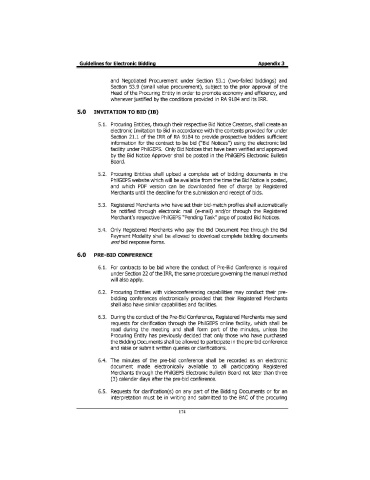 Guidelines for Electronic Bidding Appendix 3
and Negotiated Procurement under Section 53.1 (two-failed biddings) and
Section 53.9 (small value procurement), subject to the prior approval of the
Head of the Procuring Entity in order to promote economy and efficiency, and
whenever justified by the conditions provided in RA 9184 and its IRR.
5.0 INVITATION TO BID (IB)
5.1. Procuring Entities, through their respective Bid Notice Creators, shall create an
electronic Invitation to Bid in accordance with the contents provided for under
Section 21.1 of the IRR of RA 9184 to provide prospective bidders sufficient
information for the contract to be bid ("Bid Notices") using the electronic bid
facility under PhilGEPS. Only Bid Notices that have been verified and approved
by the Bid Notice Approver shall be posted in the PhilGEPS Electronic Bulletin
Board.
5.2. Procuring Entities shall upload a complete set of bidding documents in the
PhilGEPS website which will be available from the time the Bid Notice is posted,
and which PDF version can be downloaded free of charge by Registered
Merchants until the deadline for the submission and receipt of bids.
5.3. Registered Merchants who have set their bid-match profiles shall automatically
be notified through electronic mail (e-mail) and/or through the Registered
Merchant's respective PhilGEPS "Pending Task" page of posted Bid Notices.
5.4. Only Registered Merchants who pay the Bid Document Fee through the Bid
Payment Modality shall be allowed to download complete bidding documents
and bid response forms.
6.0 PRE-BID CONFERENCE
6.1. For contracts to be bid where the conduct of Pre-Bid Conference is required
under Section 22 of the IRR, the same procedure governing the manual method
will also apply.
6.2. Procuring Entities with videoconferencing capabilities may conduct their pre-
bidding conferences electronically provided that their Registered Merchants
shall also have similar capabilities and facilities.
6.3. During the conduct of the Pre-Bid Conference, Registered Merchants may send
requests for clarification through the PhilGEPS online facility, which shall be
read during the meeting and shall form part of the minutes, unless the
Procuring Entity has previously decided that only those who have purchased
the Bidding Documents shall be allowed to participate in the pre-bid conference
and raise or submit written queries or clarifications.
6.4. The minutes of the pre-bid conference shall be recorded as an electronic
document made electronically available to all participating Registered
Merchants through the PhilGEPS Electronic Bulletin Board not later than three
(3) calendar days after the pre-bid conference.
6.5. Requests for clarification(s) on any part of the Bidding Documents or for an
interpretation must be in writing and submitted to the BAC of the procuring